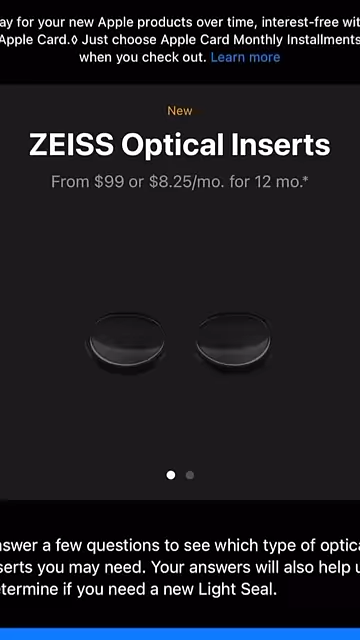 ay for your new Apple products over time, interest-free wit
Apple Card.◊ Just choose Apple Card Monthly Installments
when you check out. Learn more
New
ZEISS Optical Inserts
From $99 or $8.25/mo. for 12 mo.*
nswer a few questions to see which type of optica
serts you may need. Your answers will also help u
etermine if you need a new Light Seal.